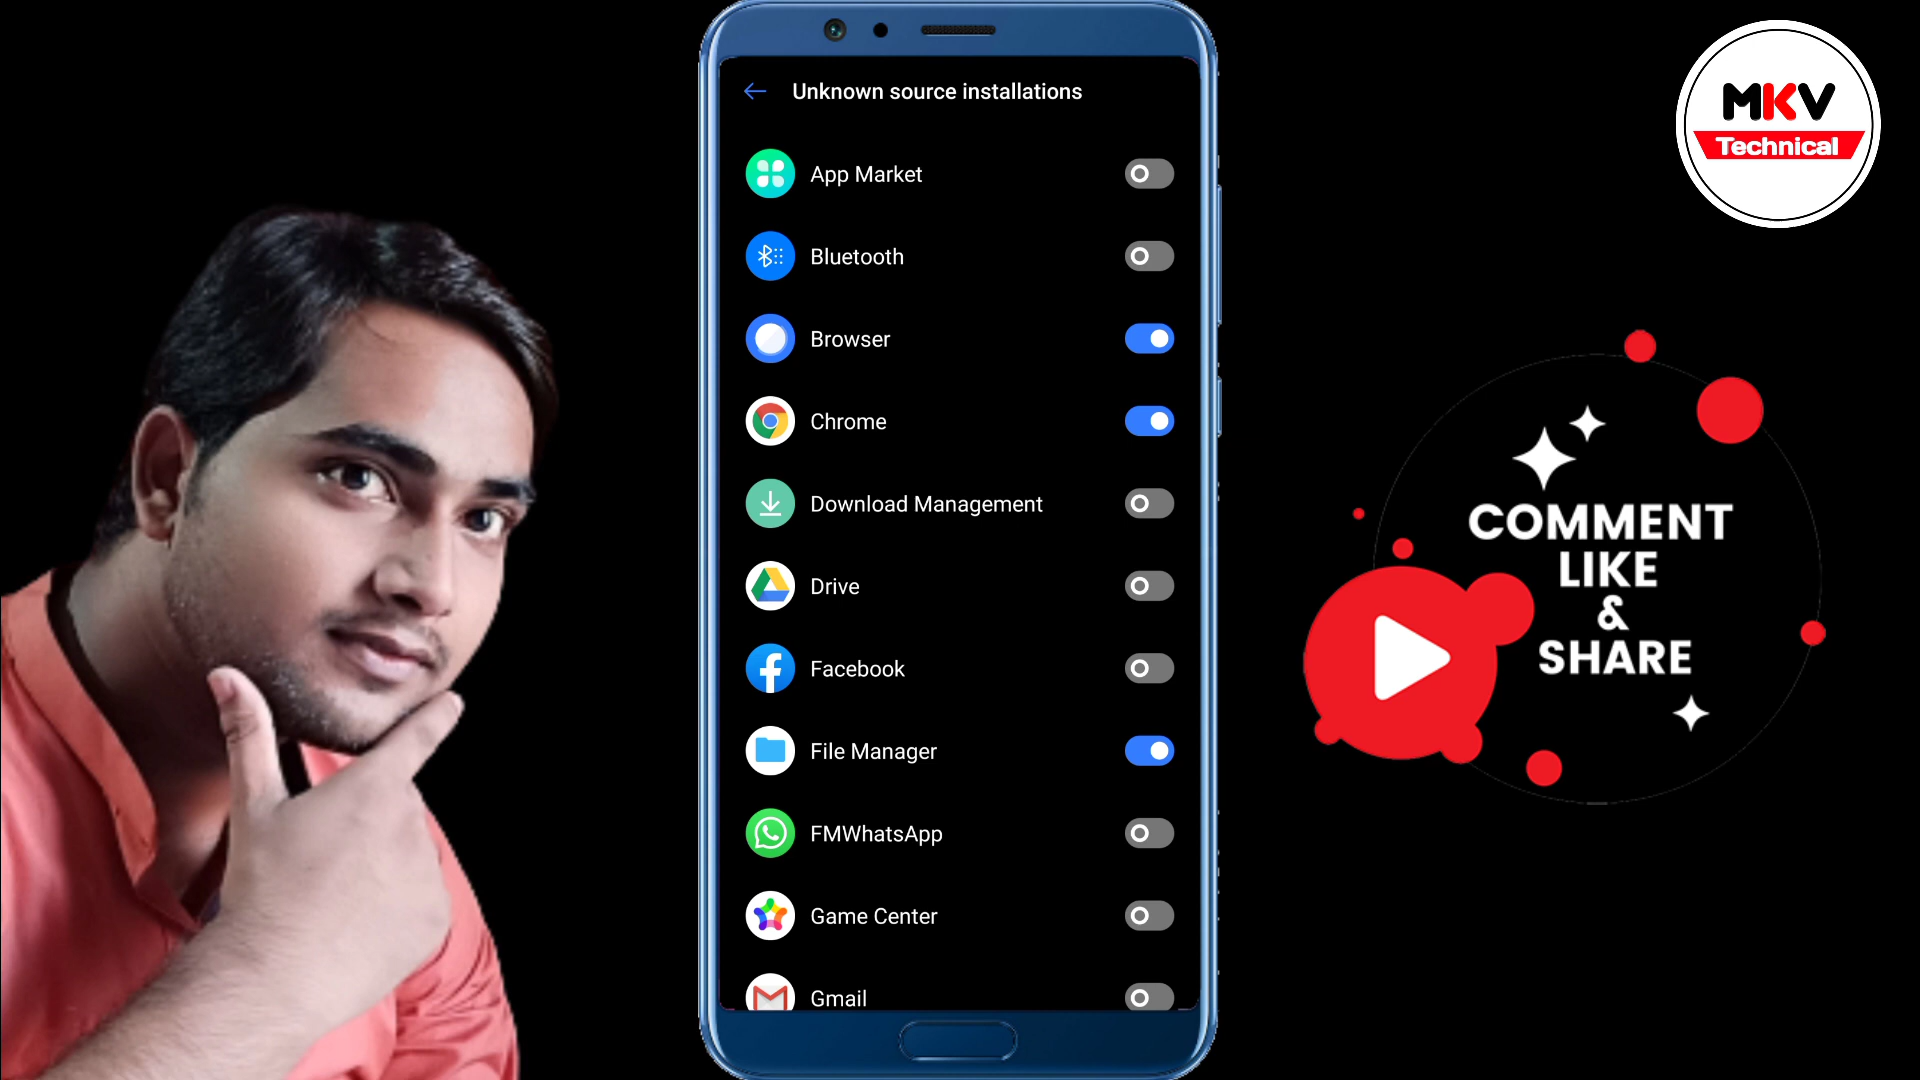 Unknown source installations
App Market
Bluetooth
Browser
Chrome
Download Management
Drive
Facebook
File Manager
FMWhatsApp
Game Center
Gmail
MKV
Technical
COMMENT
LIKE
&
SHARE